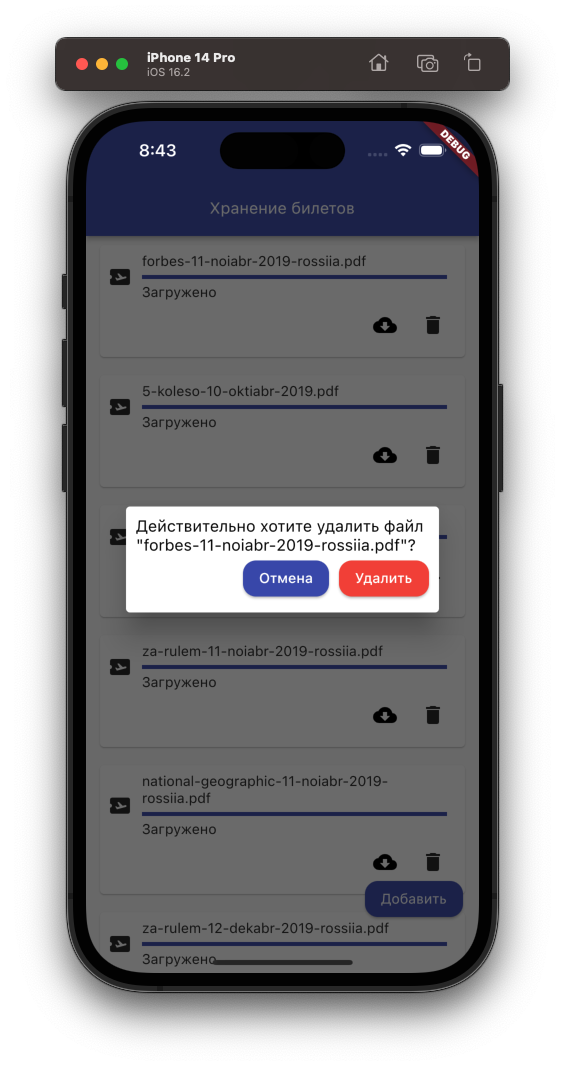 iPhone 14 Pro
iOS 16.2
8:43
DEBUG
Хранение билетов
forbes-11-noiabr-2019-rossiia.pdf
Загружено
5-koleso-10-oktiabr-2019.pdf
Загружено
Действительно хотите удалить файл
"forbes-11-noiabr-2019-rossiia.pdf"?
Отмена
Удалить
za-rulem-11-noiabr-2019-rossiia.pdf
Загружено
national-geographic-11-noiabr-2019-
rossiia.pdf
Загружено
Добавить
za-rulem-12-dekabr-2019-rossiia.pdf
Загружено